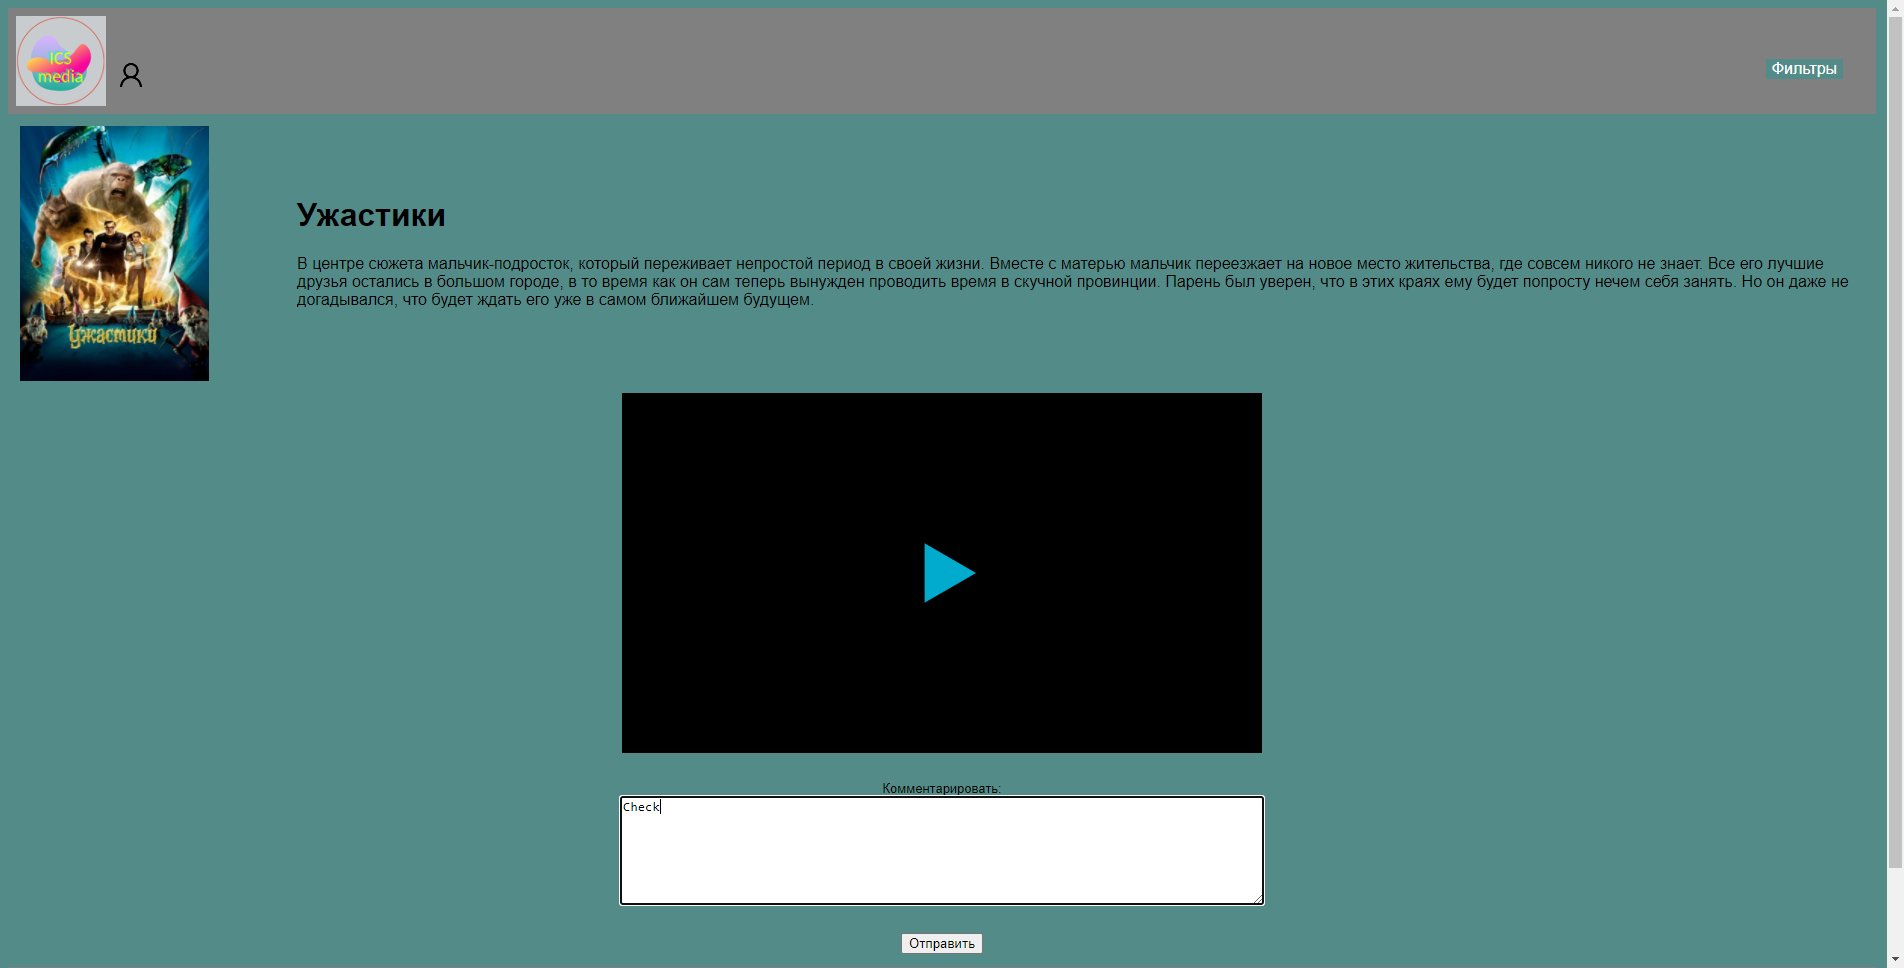 ICS
media
Фильтры
Ужастики
Ужастики
В центре сюжета мальчик-подросток, который переживает непростой период в своей жизни. Вместе с матерью мальчик переезжает на новое место жительства, где совсем никого не знает. Все его лучшие
друзья остались в большом городе, в то время как он сам теперь вынужден проводить время в скучной провинции. Парень был уверен, что в этих краях ему будет попросту нечем себя занять. Но он даже не
догадывался, что будет ждать его уже в самом ближайшем будущем.
Комментарировать:
Check
Отправить